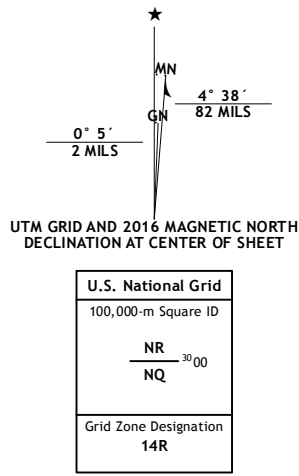 MN
GN
4° 38´
82 MILS
0° 5´
2 MILS
UTM GRID AND 2016 MAGNETIC NORTH
DECLINATION AT CENTER OF SHEET
U.S. National Grid
100,000-m Square ID
NR
3000
NQ
Grid Zone Designation
14R